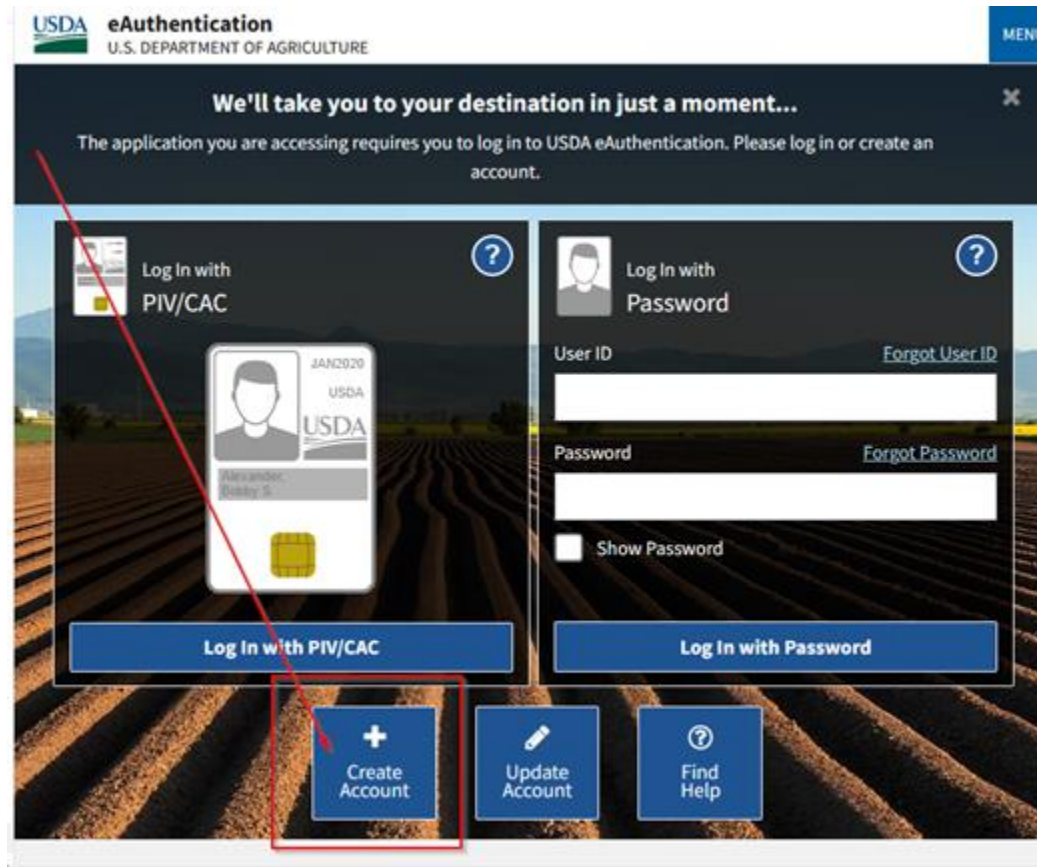 USDA
eAuthentication
U.S. DEPARTMENT OF AGRICULTURE
MENU
We'll take you to your destination in just a moment...
The application you are accessing requires you to log in to USDA eAuthentication. Please log in or create an
account.
Log In with
PIV/CAC
?
JAN2020
USDA
USDA
Alexander,
Bobby S.
Log In with PIV/CAC
Log In with
Password
?
User ID
Forgot User ID
Password
Forgot Password
Show Password
Log In with Password
Create
Account
Update
Account
?
Find
Help